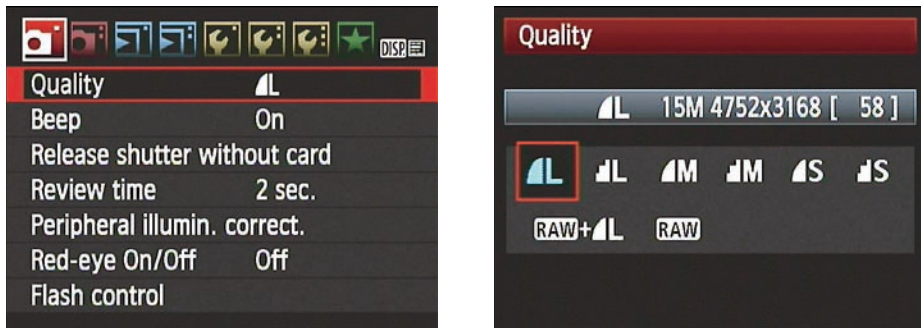 DISP.
Quality L
Beep On
Release shutter without card
Review time 2 sec.
Peripheral illumin. correct.
Red-eye On/Off Off
Flash control
Quality
L 15M 4752x3168 [ 58 ]
L L M M S S
RAW+L RAW